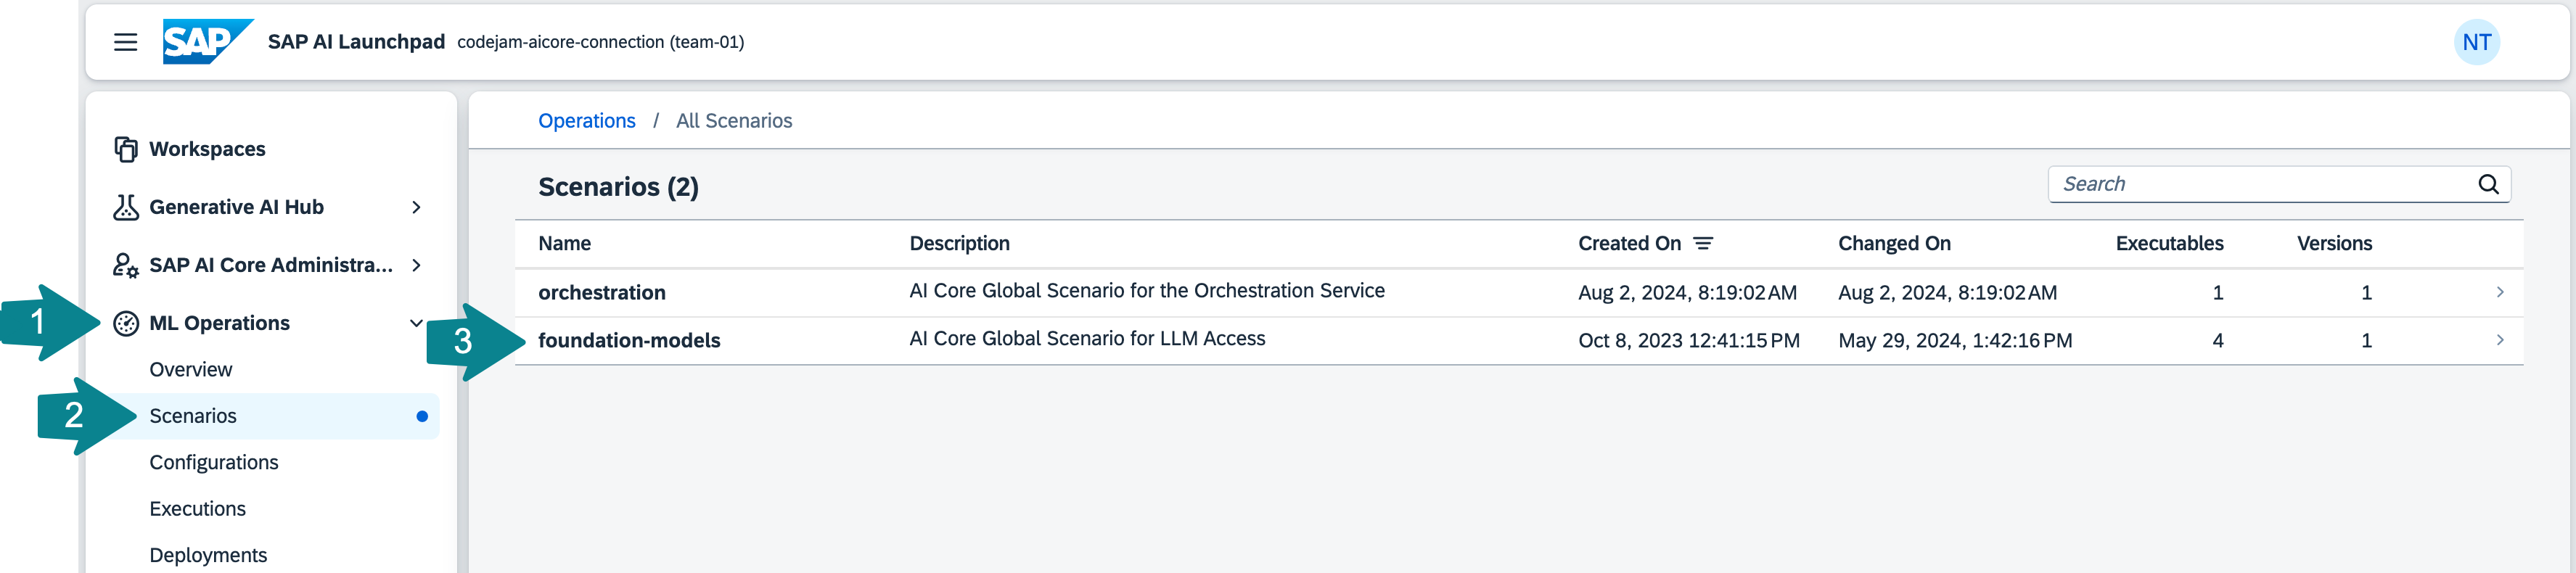 SAP SAP AI Launchpad codejam-aicore-connection (team-01) NT
Workspaces
Generative AI Hub
SAP AI Core Administra...
1 ML Operations
Overview
2 Scenarios
Configurations
Executions
Deployments
Operations / All Scenarios
Scenarios (2) Search
Name Description Created On Changed On Executables Versions
orchestration AI Core Global Scenario for the Orchestration Service Aug 2, 2024, 8:19:02 AM Aug 2, 2024, 8:19:02 AM 1 1
3 foundation-models AI Core Global Scenario for LLM Access Oct 8, 2023 12:41:15 PM May 29, 2024, 1:42:16 PM 4 1